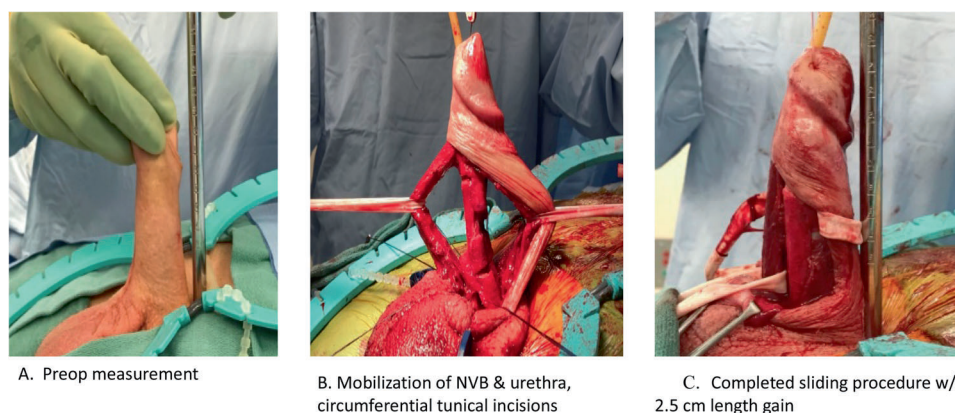 A. Preop measurement
B. Mobilization of NVB & urethra,
circumferential tunical incisions
C. Completed sliding procedure w/
2.5 cm length gain